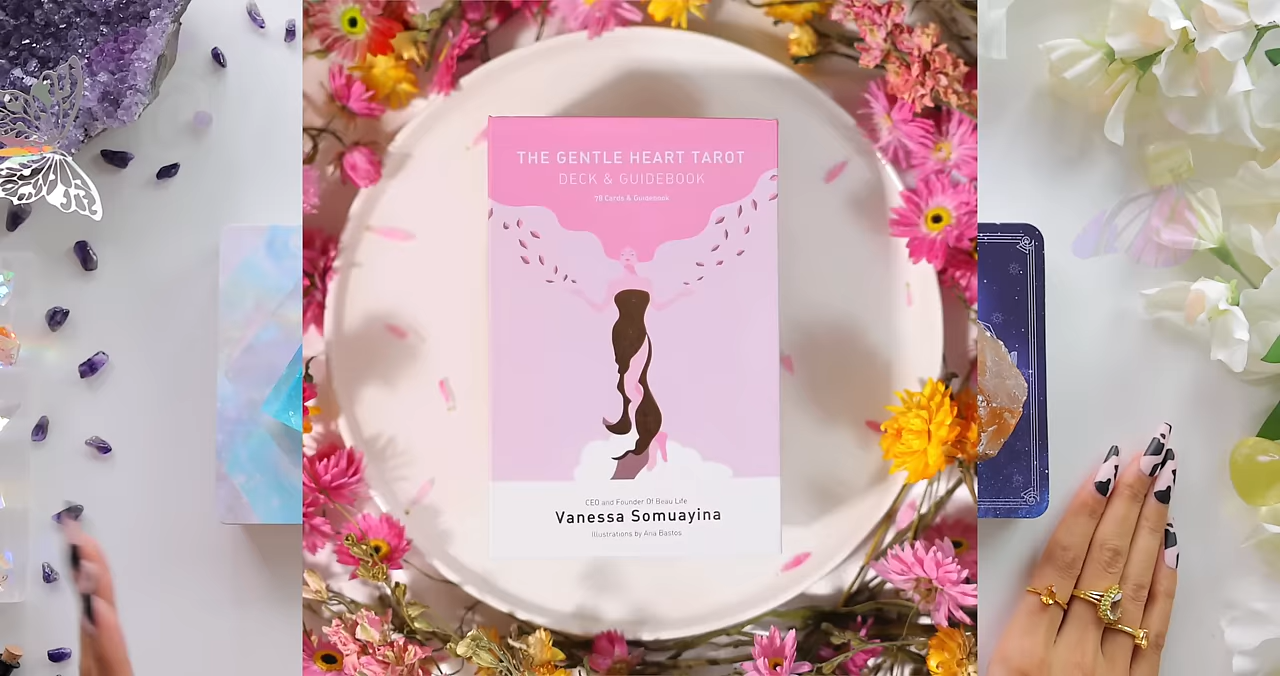 THE GENTLE HEART TAROT
DECK & GUIDEBOOK
78 Cards & Guidebook
CEO and Founder Of Beau Life
Vanessa Somuayina
Illustrations by Ana Bastos